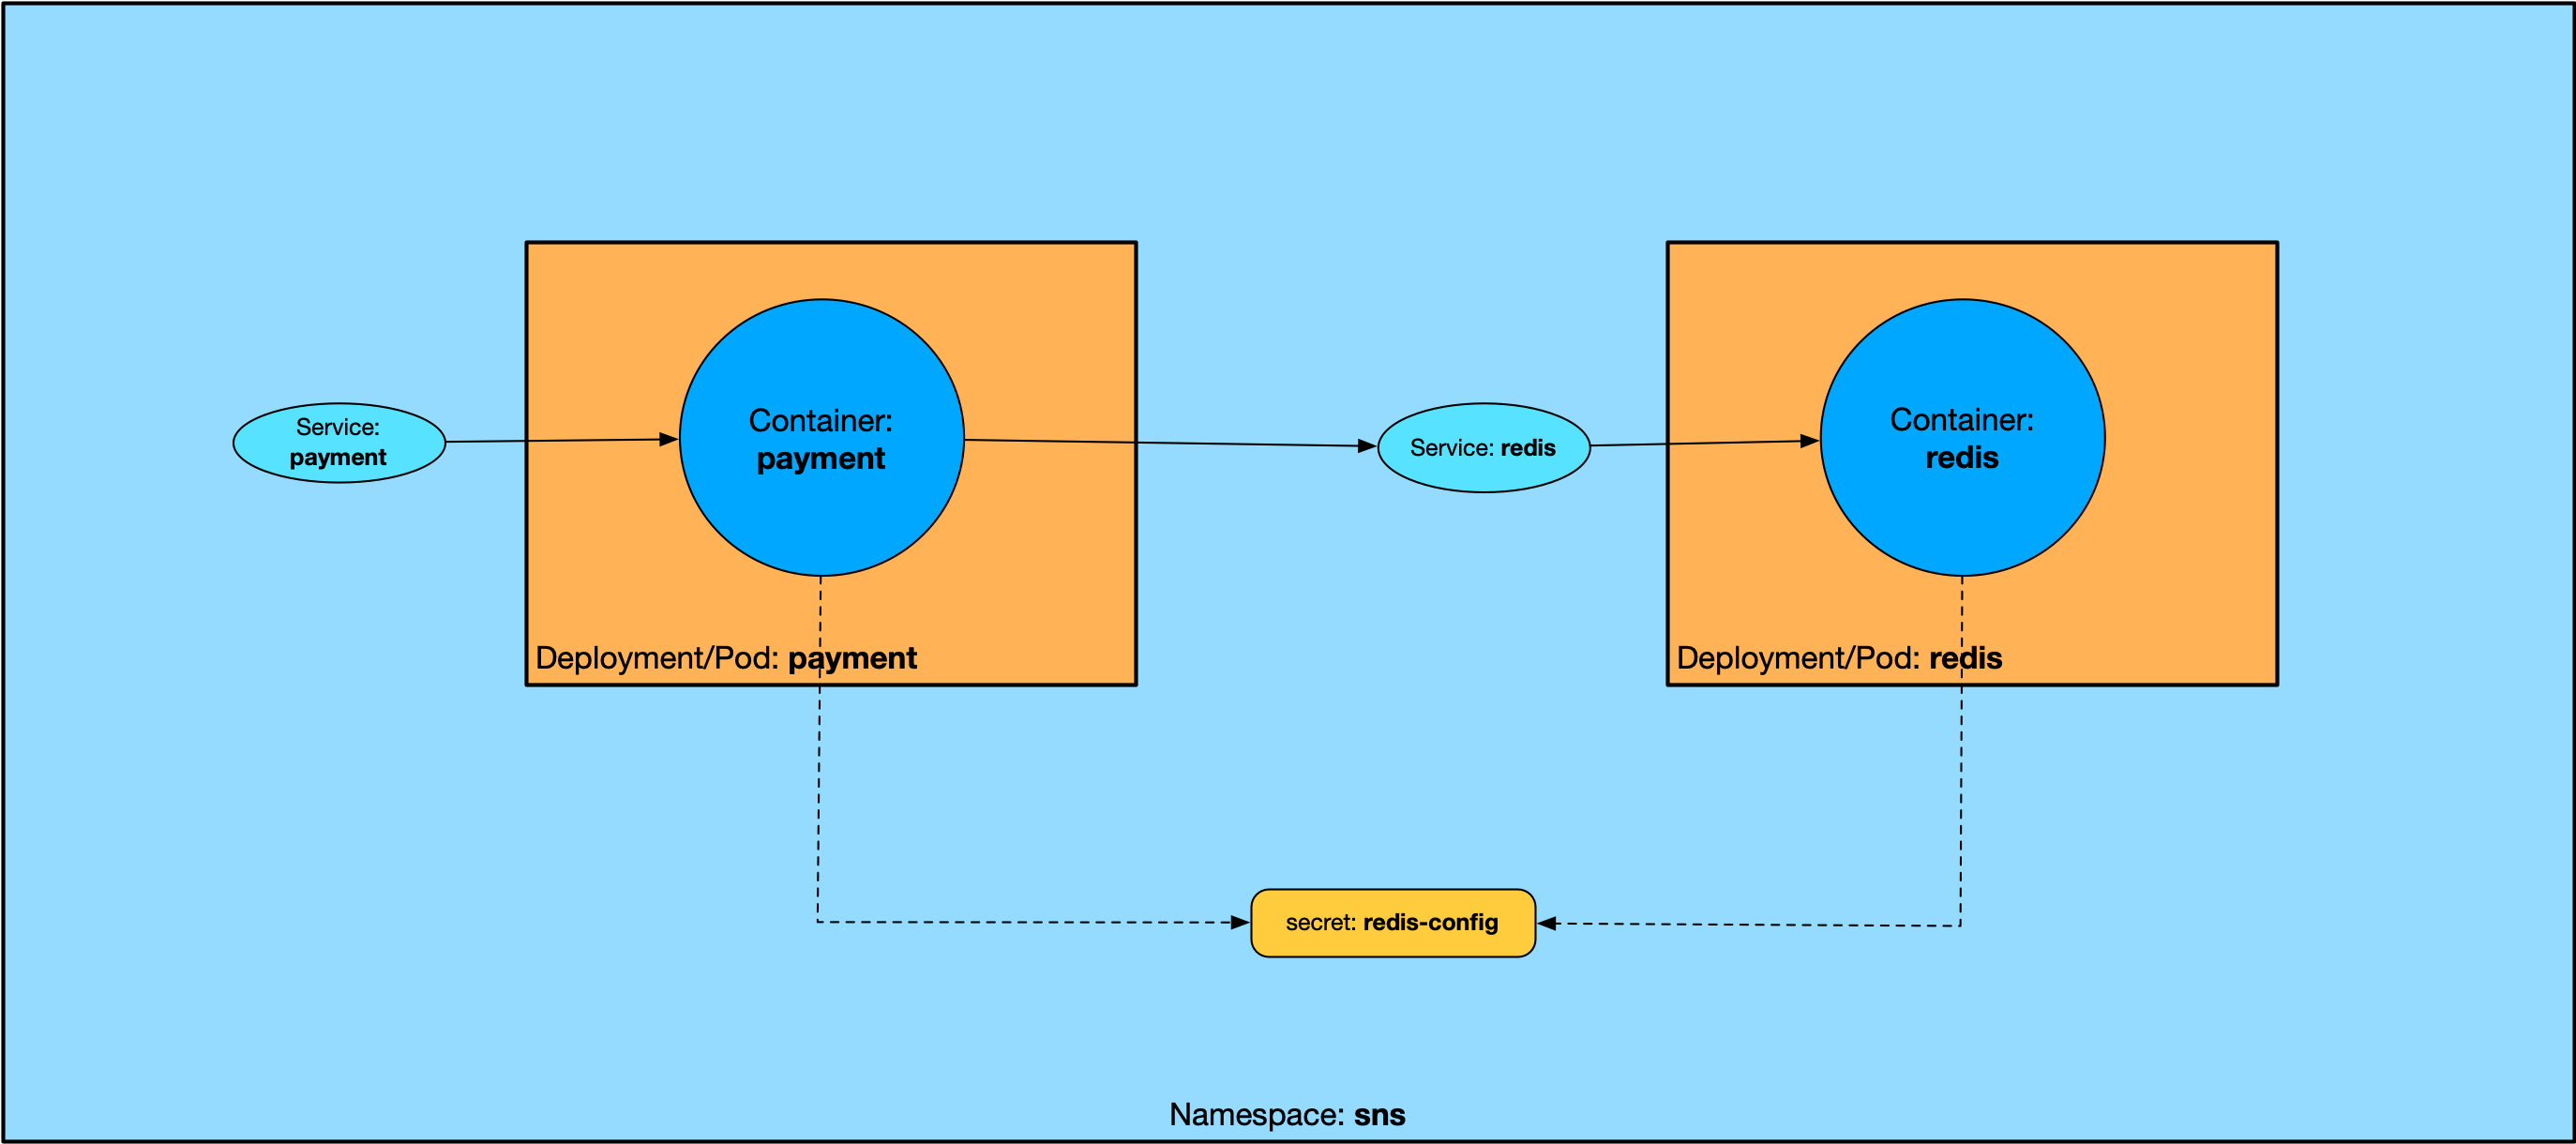 Service:
payment
Container:
payment
Service: redis
Container:
redis
Deployment/Pod: payment
Deployment/Pod: redis
secret: redis-config
Namespace: sns